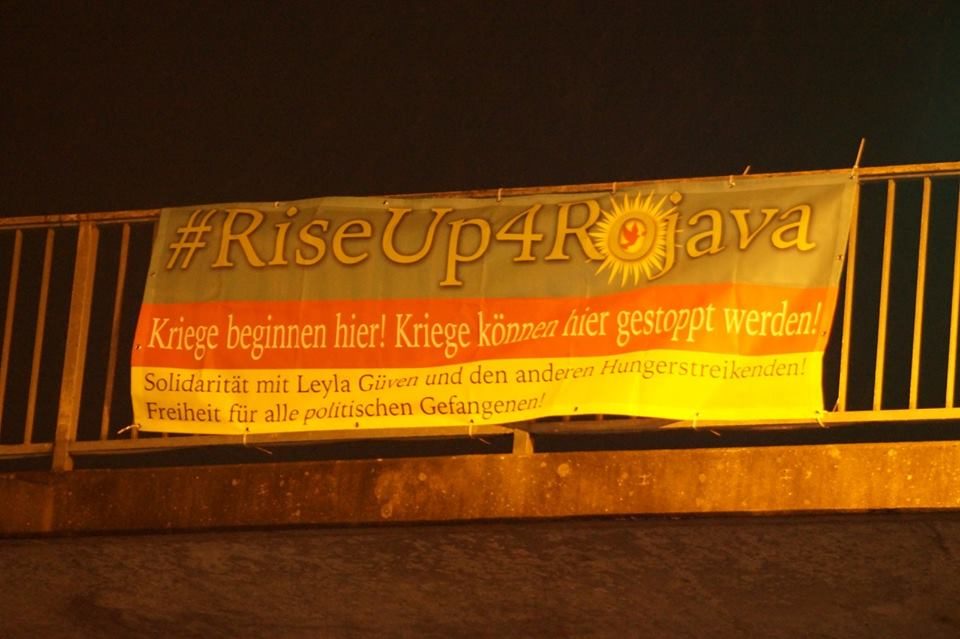 #RiseUp4Rojava
Kriege beginnen hier! Kriege können hier gestoppt werden!
Solidarität mit Leyla Güven und den anderen Hungerstreikenden!
Freiheit für alle politischen Gefangenen!